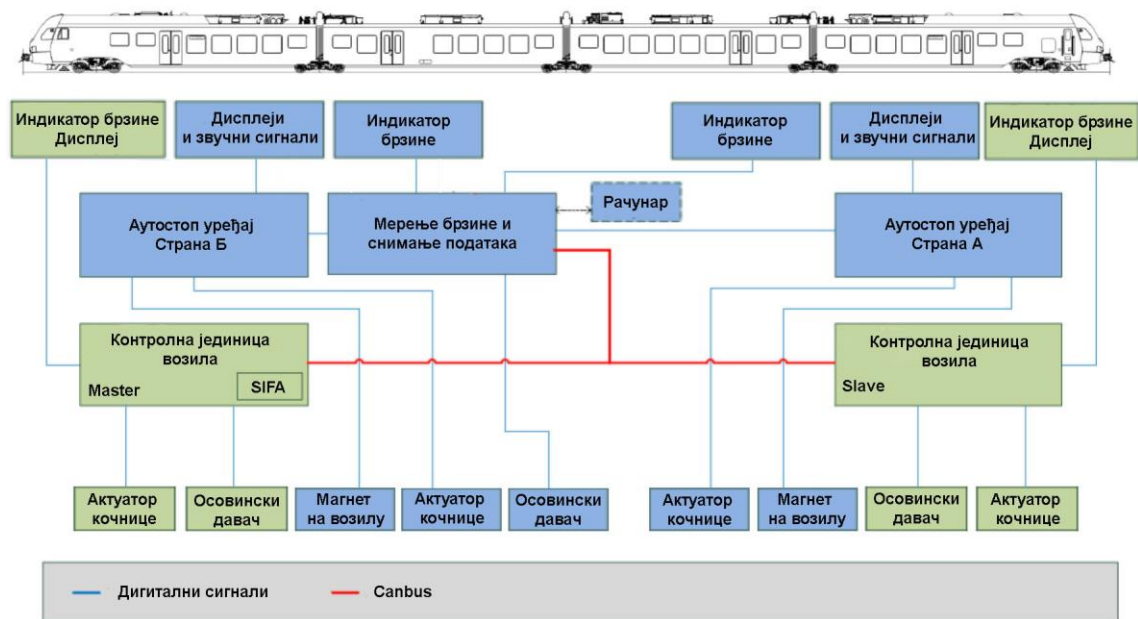 Индикатор брзине
Дисплеј
Дисплеји
и звучни сигнали
Индикатор
брзине
Индикатор
брзине
Дисплеји
и звучни сигнали
Индикатор брзине
Дисплеј
Аутостоп уређај
Страна Б
Мерење брзине и
снимање података
Рачунар
Аутостоп уређај
Страна А
Контролна јединица
возила
Master
SIFA
Контролна јединица
возила
Slave
Актуатор
кочнице
Осовински
давач
Магнет
на возилу
Актуатор
кочнице
Осовински
давач
Актуатор
кочнице
Магнет
на возилу
Осовински
давач
Актуатор
кочнице
Дигитални сигнали
Canbus